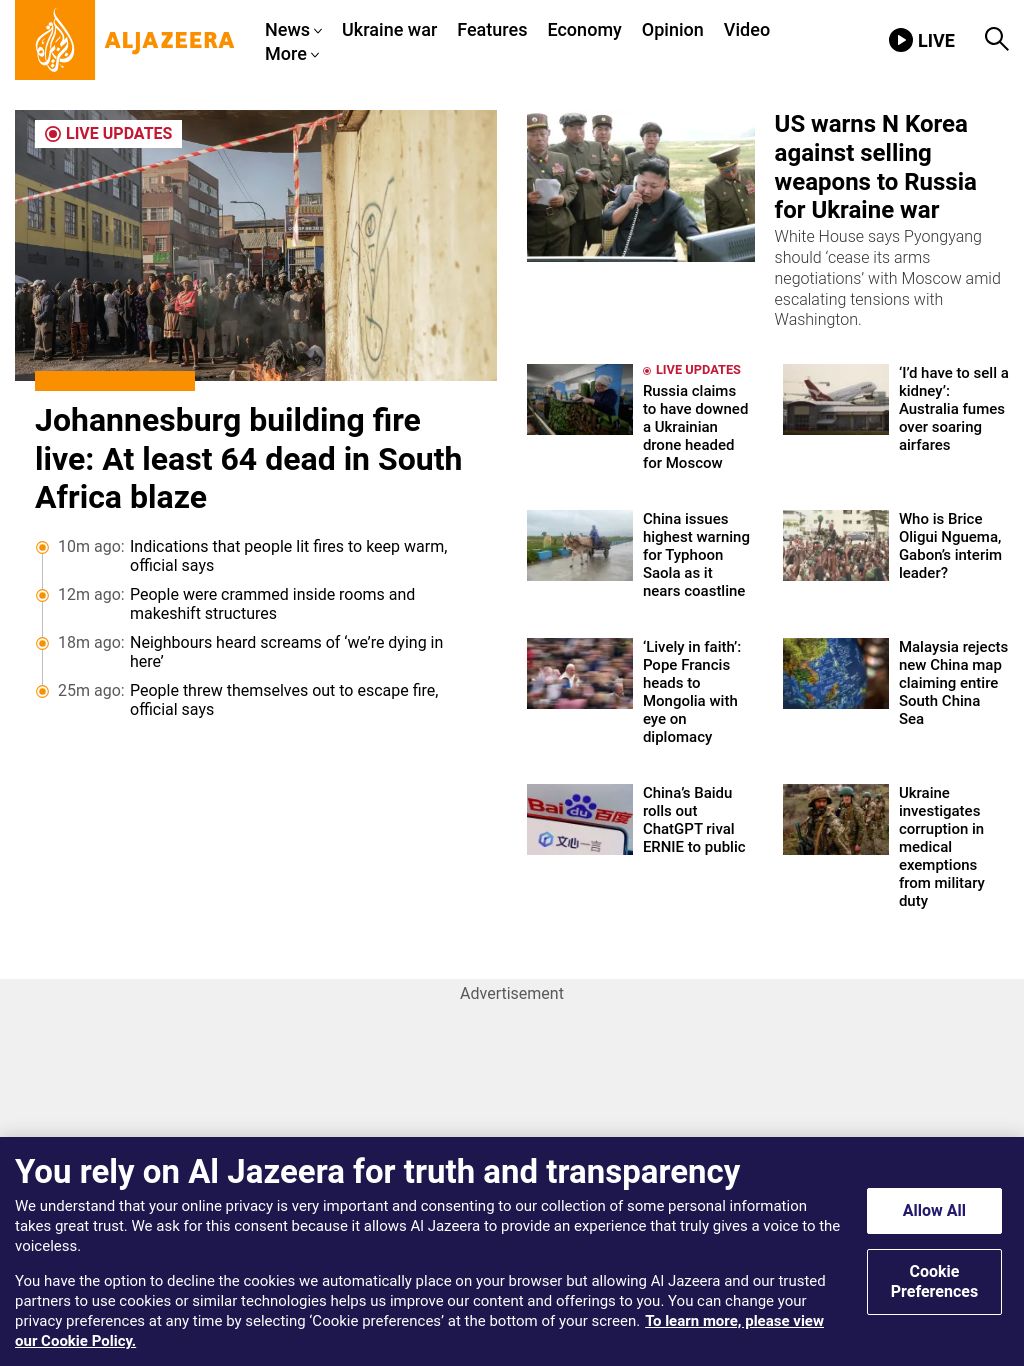 ALJAZEERA
News
Ukraine war
Features
Economy
Opinion
Video
More
LIVE
LIVE UPDATES
Johannesburg building fire
live: At least 64 dead in South
Africa blaze
10m ago: Indications that people lit fires to keep warm,
official says
12m ago: People were crammed inside rooms and
makeshift structures
18m ago: Neighbours heard screams of ‘we’re dying in
here’
25m ago: People threw themselves out to escape fire,
official says
US warns N Korea
against selling
weapons to Russia
for Ukraine war
White House says Pyongyang
should ‘cease its arms
negotiations’ with Moscow amid
escalating tensions with
Washington.
LIVE UPDATES
Russia claims
to have downed
a Ukrainian
drone headed
for Moscow
‘I’d have to sell a
kidney’:
Australia fumes
over soaring
airfares
China issues
highest warning
for Typhoon
Saola as it
nears coastline
Who is Brice
Oligui Nguema,
Gabon’s interim
leader?
‘Lively in faith’:
Pope Francis
heads to
Mongolia with
eye on
diplomacy
Malaysia rejects
new China map
claiming entire
South China
Sea
Bai du 百度
文心一言
China’s Baidu
rolls out
ChatGPT rival
ERNIE to public
Ukraine
investigates
corruption in
medical
exemptions
from military
duty
Advertisement
You rely on Al Jazeera for truth and transparency
We understand that your online privacy is very important and consenting to our collection of some personal information
takes great trust. We ask for this consent because it allows Al Jazeera to provide an experience that truly gives a voice to the
voiceless.
You have the option to decline the cookies we automatically place on your browser but allowing Al Jazeera and our trusted
partners to use cookies or similar technologies helps us improve our content and offerings to you. You can change your
privacy preferences at any time by selecting ‘Cookie preferences’ at the bottom of your screen. To learn more, please view
our Cookie Policy.
Allow All
Cookie
Preferences